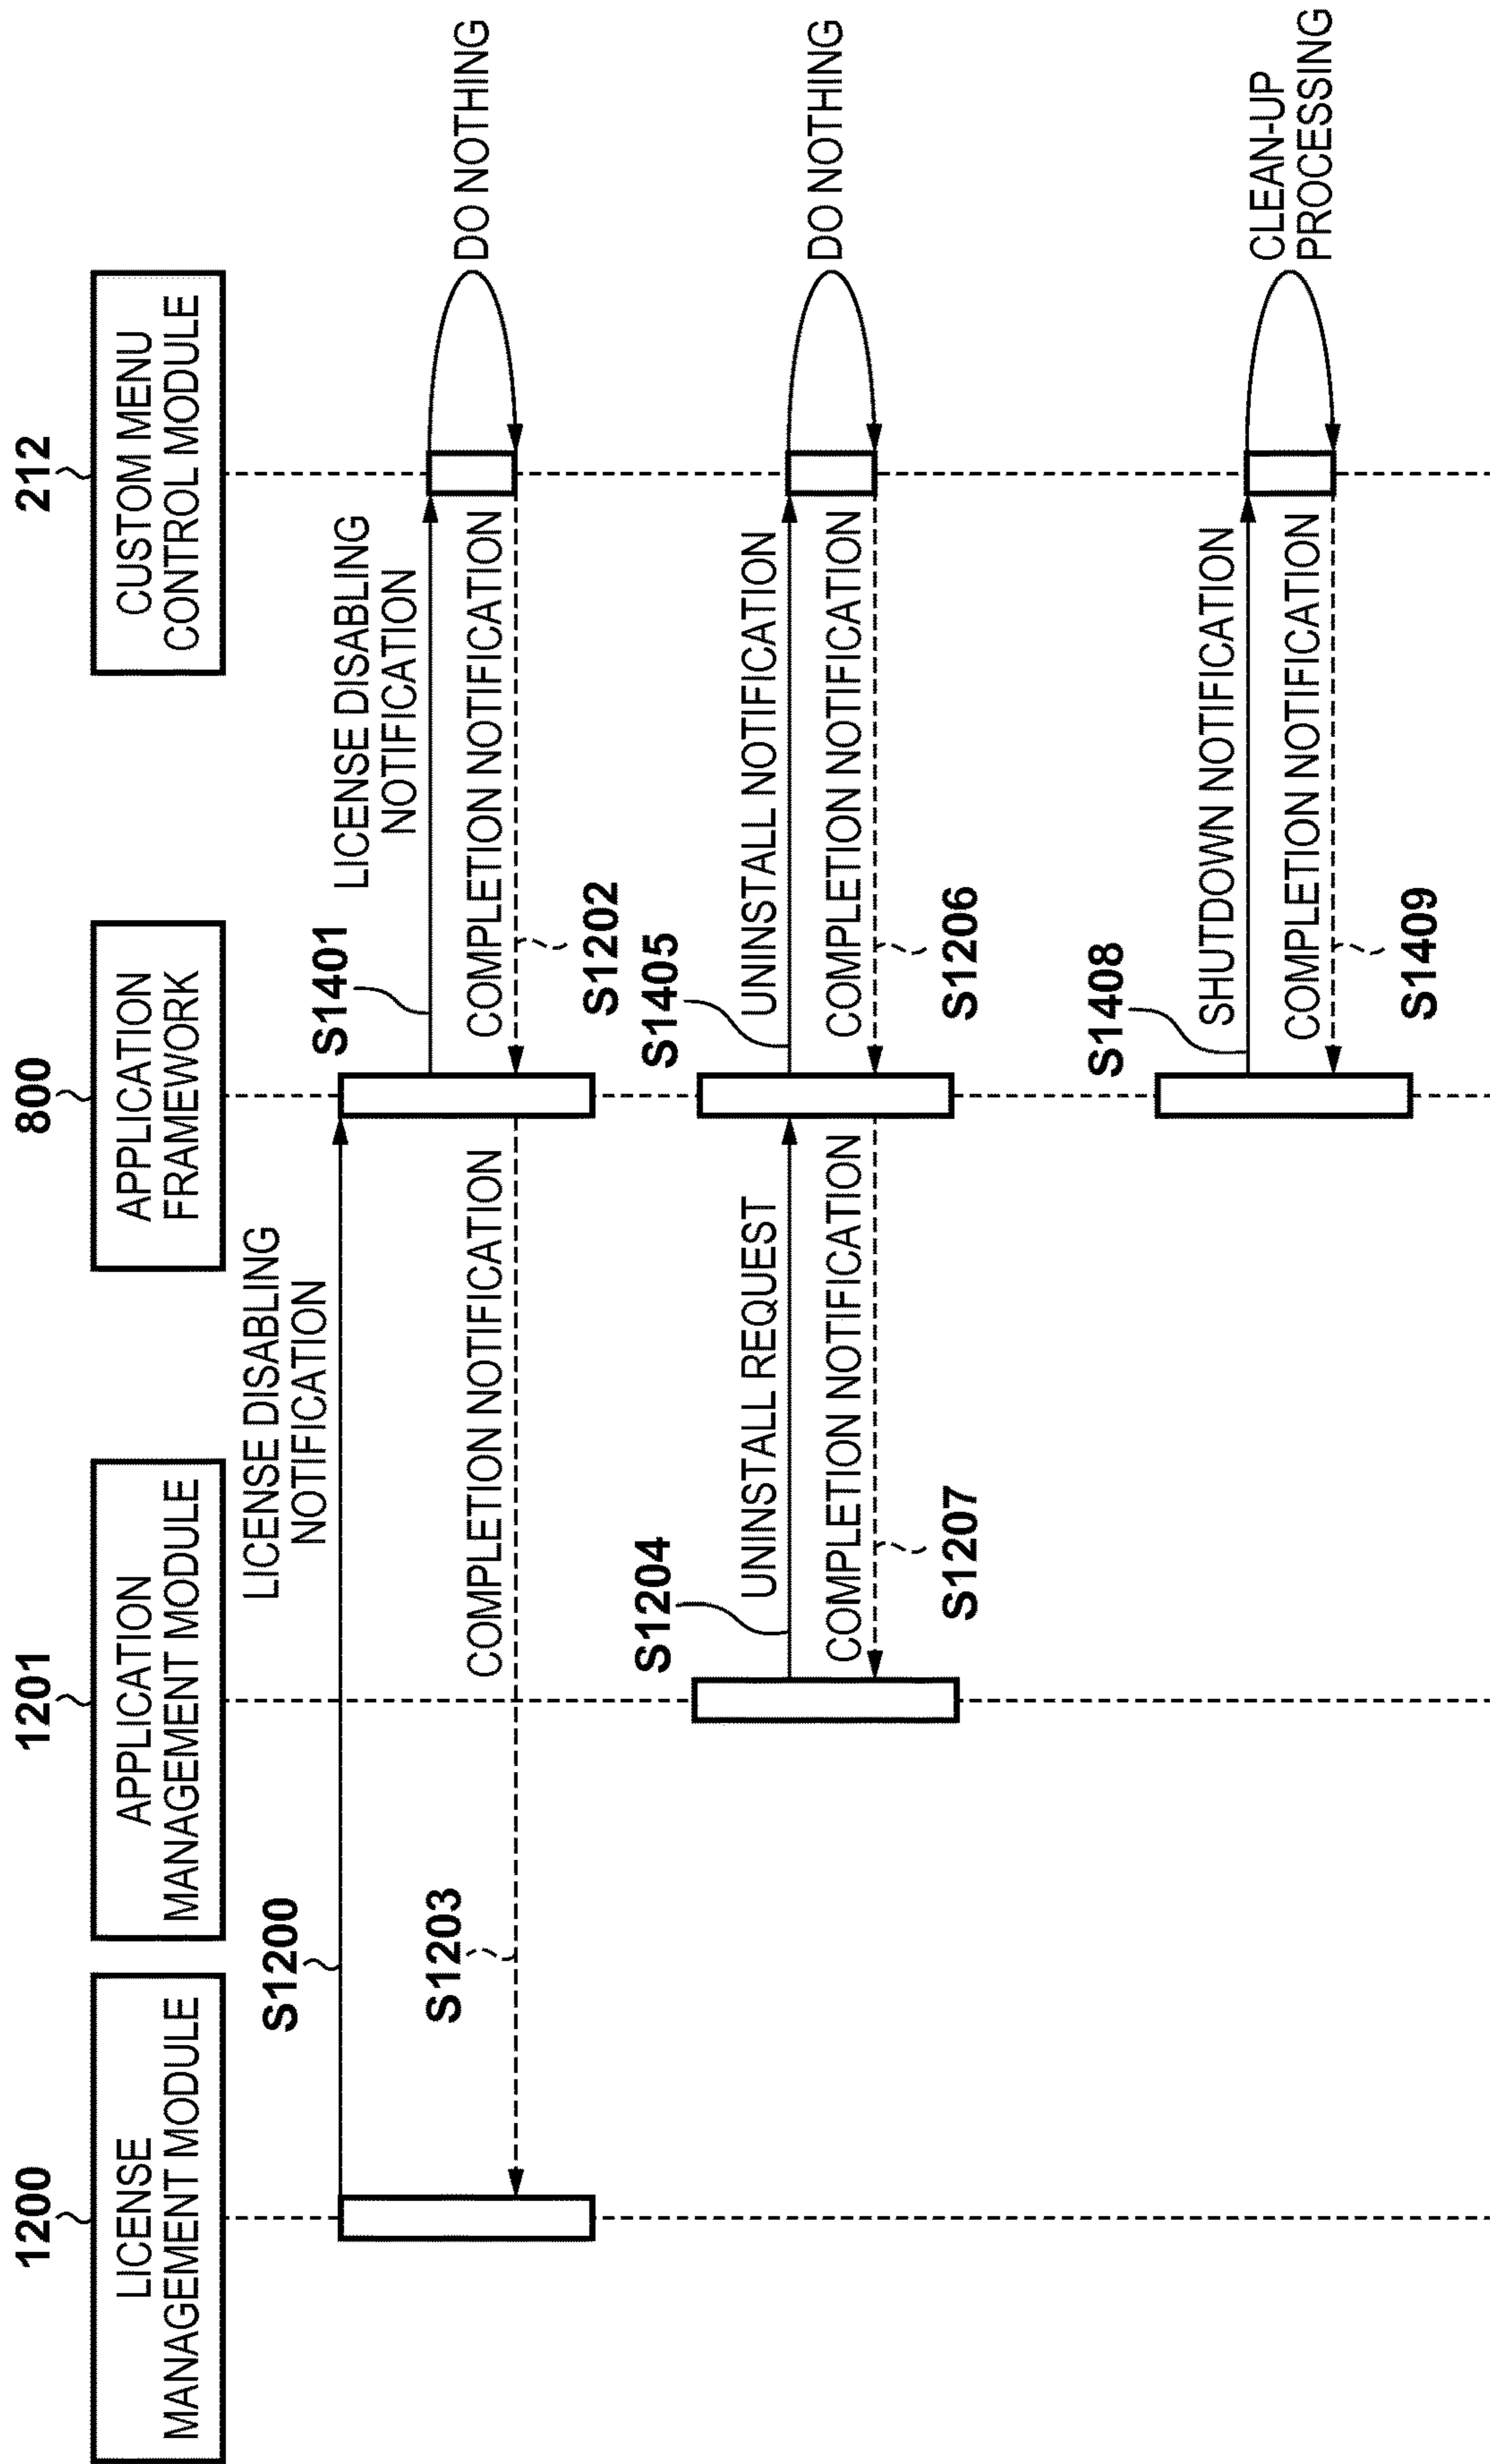 1200
1201
800
212
LICENSE
MANAGEMENT MODULE
APPLICATION
MANAGEMENT MODULE
APPLICATION
FRAMEWORK
CUSTOM MENU
CONTROL MODULE
S1200
LICENSE DISABLING
NOTIFICATION
S1401
LICENSE DISABLING
NOTIFICATION
DO NOTHING
S1203
COMPLETION NOTIFICATION
COMPLETION NOTIFICATION
S1202
S1204
UNINSTALL REQUEST
S1405
UNINSTALL NOTIFICATION
DO NOTHING
COMPLETION NOTIFICATION
S1207
COMPLETION NOTIFICATION
S1206
S1408
SHUTDOWN NOTIFICATION
CLEAN-UP
PROCESSING
COMPLETION NOTIFICATION
S1409